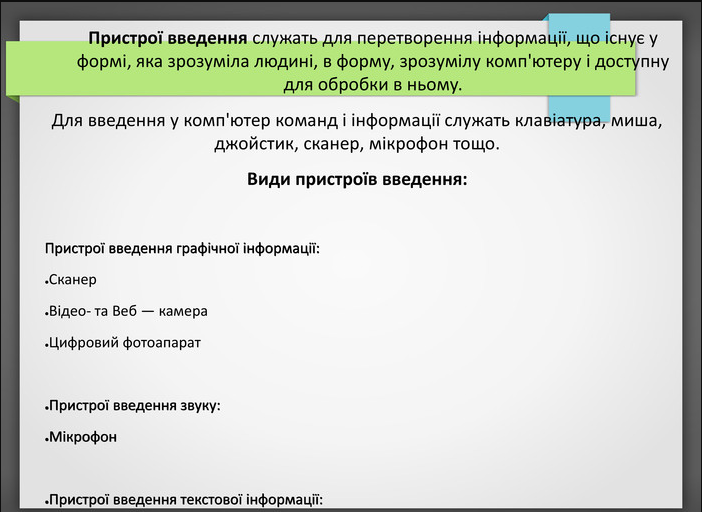 Пристрої введення служать для перетворення інформації, що існує у
формі, яка зрозуміла людині, в форму, зрозумілу комп'ютеру і доступну
для обробки в ньому.
Для введення у комп'ютер команд і інформації служать клавіатура, миша,
джойстик, сканер, мікрофон тощо.
Види пристроїв введення:
Пристрої введення графічної інформації:
•Сканер
•Відео- та Веб — камера
•Цифровий фотоапарат
•Пристрої введення звуку:
•Мікрофон
•Пристрої введення текстової інформації: